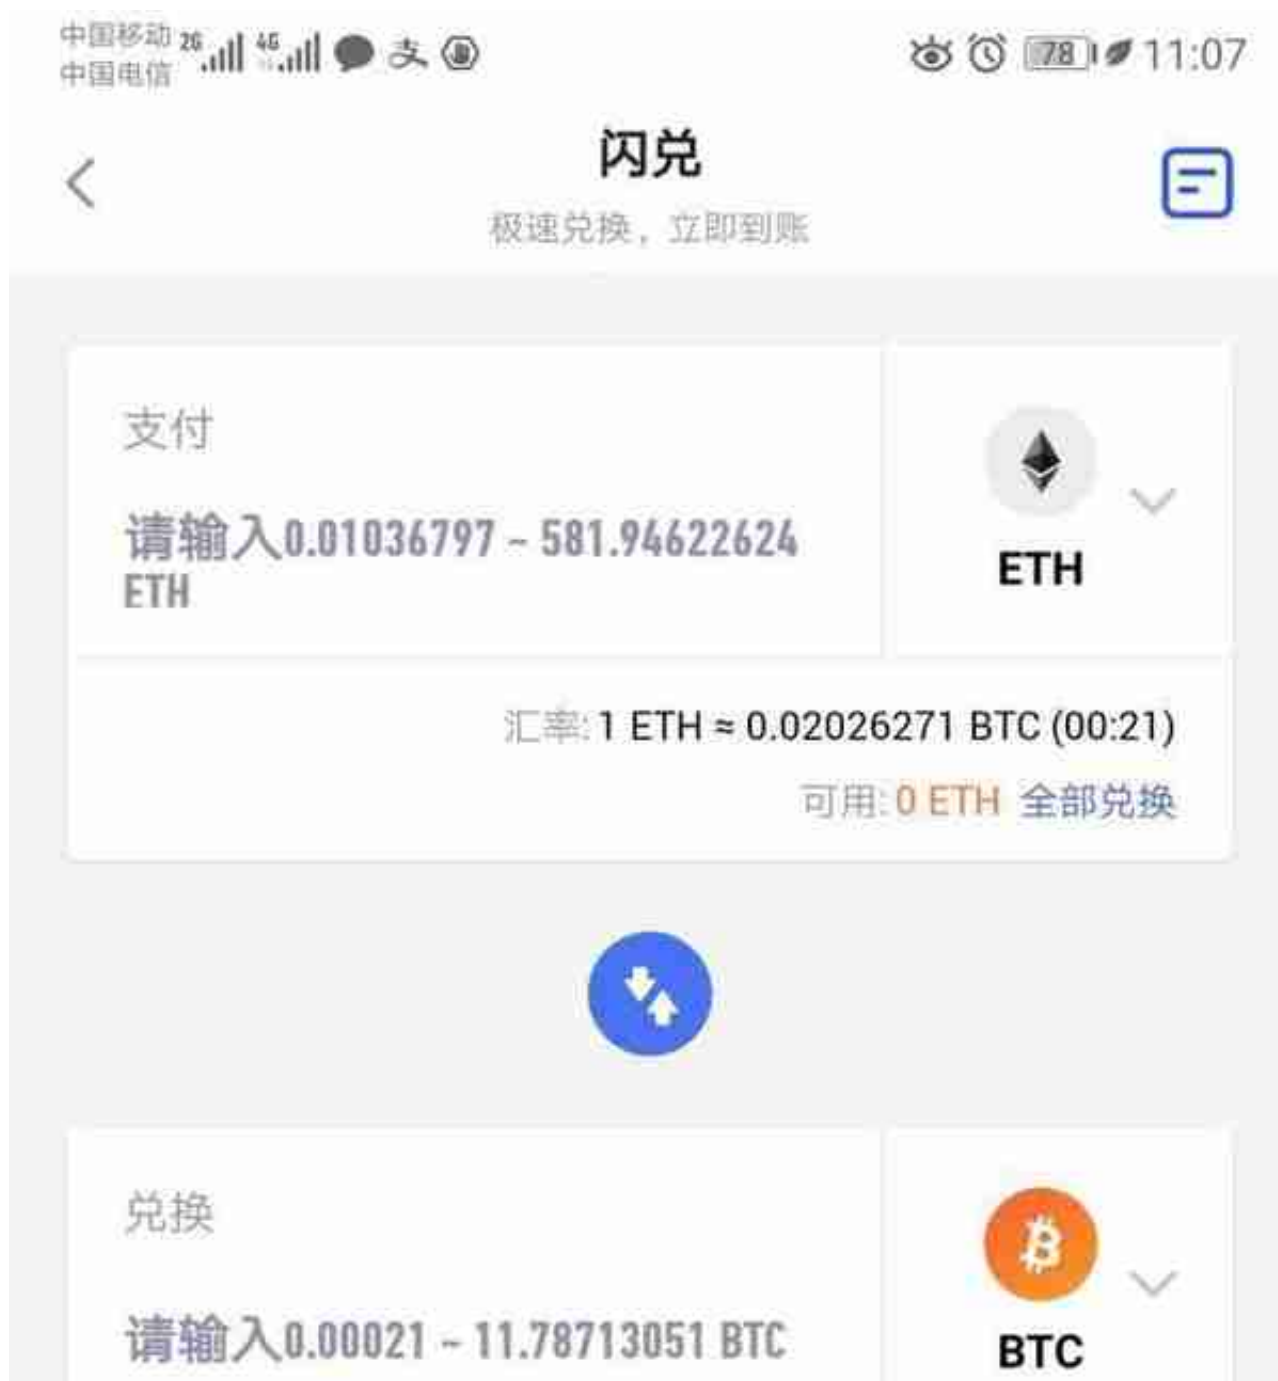 中国移动 2G 4G 支 78 11:07
中国电信
闪兑
极速兑换，立即到账
支付
请输入0.01036797 ~ 581.94622624
ETH
ETH
汇率: 1 ETH ≈ 0.02026271 BTC (00:21)
可用: 0 ETH 全部兑换
兑换
请输入0.00021 ~ 11.78713051 BTC
BTC